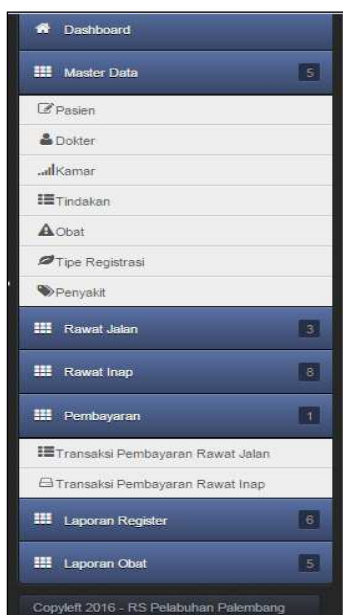 Dashboard
Master Data 5
Pasien
Dokter
Kamar
Tindakan
Obat
Tipe Registrasi
Penyakit
Rawat Jalan 3
Rawat Inap 8
Pembayaran 1
Transaksi Pembayaran Rawat Jalan
Transaksi Pembayaran Rawat Inap
Laporan Register 6
Laporan Obat 5
Copyleft 2016 - RS Pelabuhan Palembang